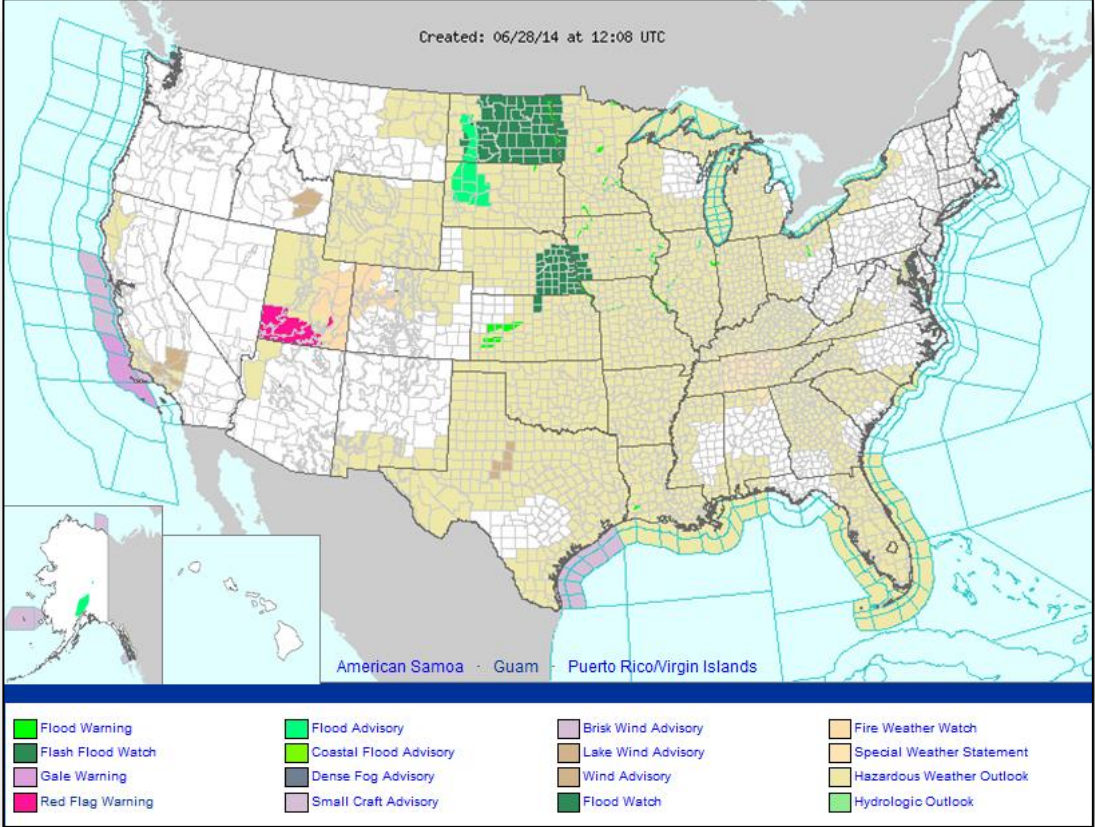 Created: 06/28/14 at 12:08 UTC
American Samoa · Guam · Puerto Rico/Virgin Islands
Flood Warning
Flash Flood Watch
Gale Warning
Red Flag Warning
Flood Advisory
Coastal Flood Advisory
Dense Fog Advisory
Small Craft Advisory
Brisk Wind Advisory
Lake Wind Advisory
Wind Advisory
Flood Watch
Fire Weather Watch
Special Weather Statement
Hazardous Weather Outlook
Hydrologic Outlook